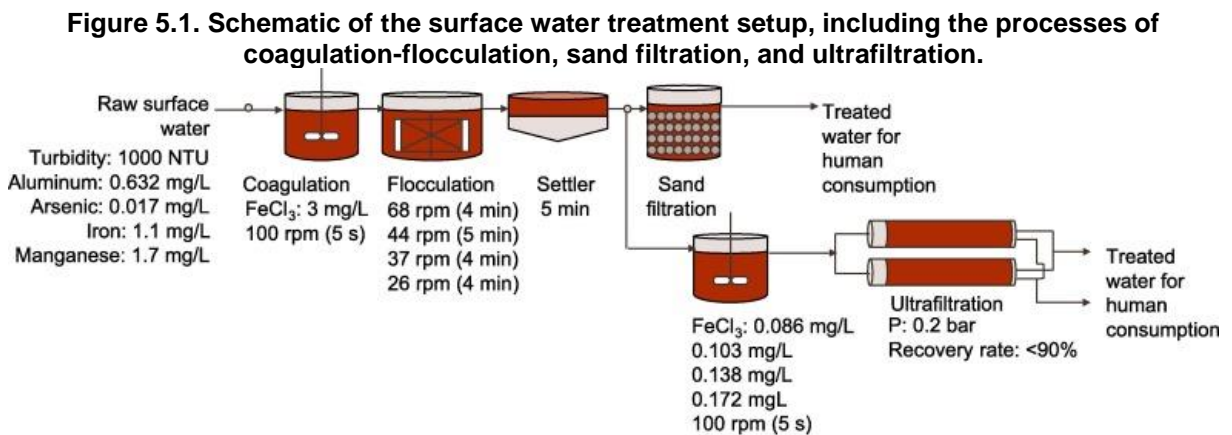 Figure 5.1. Schematic of the surface water treatment setup, including the processes of
coagulation-flocculation, sand filtration, and ultrafiltration.
Raw surface
water
Turbidity: 1000 NTU
Aluminum: 0.632 mg/L
Arsenic: 0.017 mg/L
Iron: 1.1 mg/L
Manganese: 1.7 mg/L
Coagulation
FeCl₃: 3 mg/L
100 rpm (5 s)
Flocculation
68 rpm (4 min)
44 rpm (5 min)
37 rpm (4 min)
26 rpm (4 min)
Settler
5 min
Sand
filtration
Treated
water for
human
consumption
FeCl₃: 0.086 mg/L
0.103 mg/L
0.138 mg/L
0.172 mgL
100 rpm (5 s)
Ultrafiltration
P: 0.2 bar
Recovery rate: <90%
Treated
water for
human
consumption